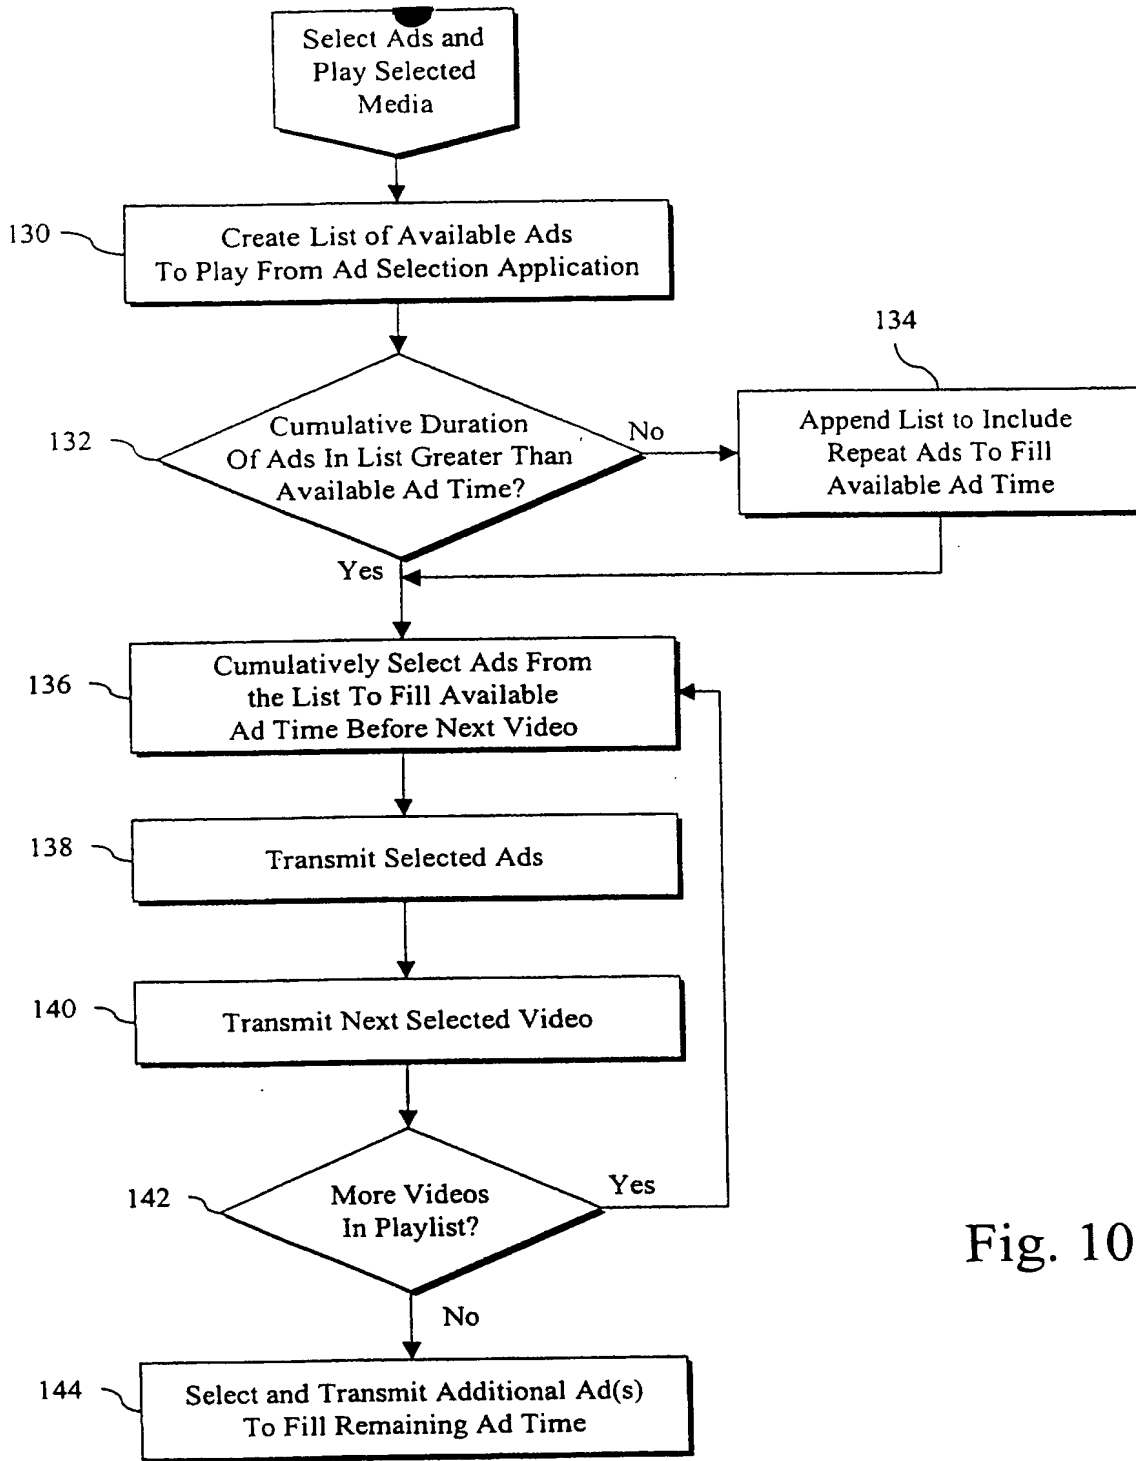 Select Ads and
Play Selected
Media
130
Create List of Available Ads
To Play From Ad Selection Application
134
132
Cumulative Duration
Of Ads In List Greater Than
Available Ad Time?
No
Append List to Include
Repeat Ads To Fill
Available Ad Time
Yes
136
Cumulatively Select Ads From
the List To Fill Available
Ad Time Before Next Video
138
Transmit Selected Ads
140
Transmit Next Selected Video
142
More Videos
In Playlist?
Yes
Fig. 10
No
144
Select and Transmit Additional Ad(s)
To Fill Remaining Ad Time